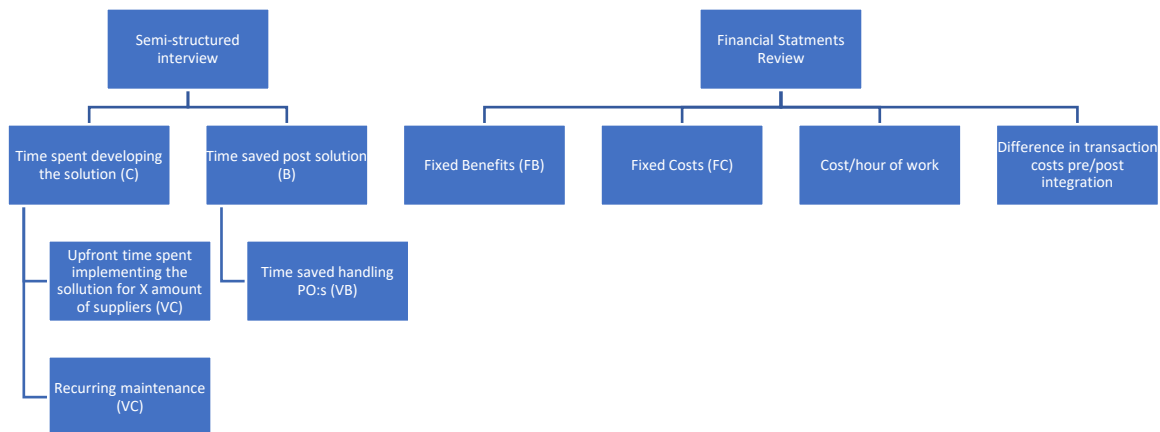 Semi-structured
interview
Financial Statments
Review
Time spent developing
the solution (C)
Time saved post solution
(B)
Fixed Benefits (FB)
Fixed Costs (FC)
Cost/hour of work
Difference in transaction
costs pre/post
integration
Upfront time spent
implementing the
sollution for X amount
of suppliers (VC)
Time saved handling
PO:s (VB)
Recurring maintenance
(VC)